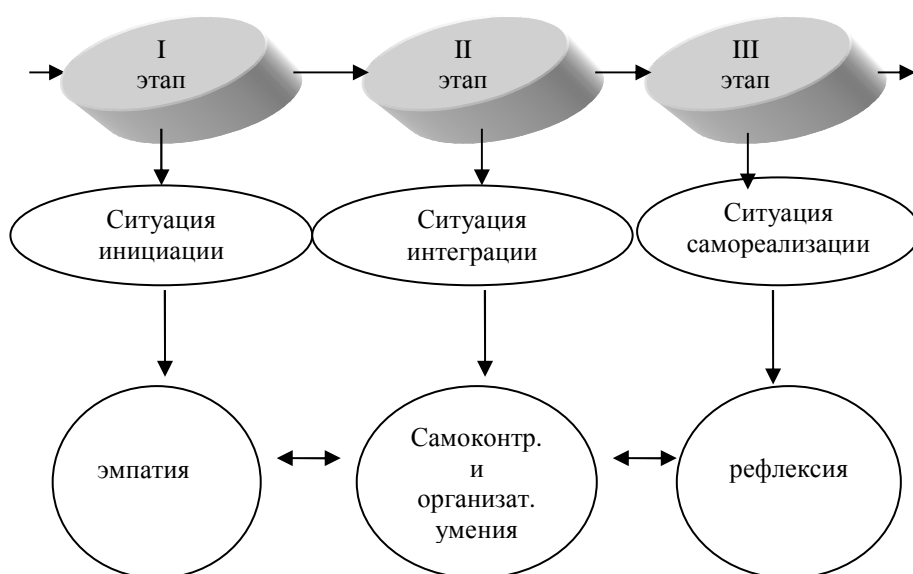 I
этап
II
этап
III
этап
Ситуация
инициации
Ситуация
интеграции
Ситуация
самореализации
эмпатия
Самоконтр.
и
организат.
умения
рефлексия